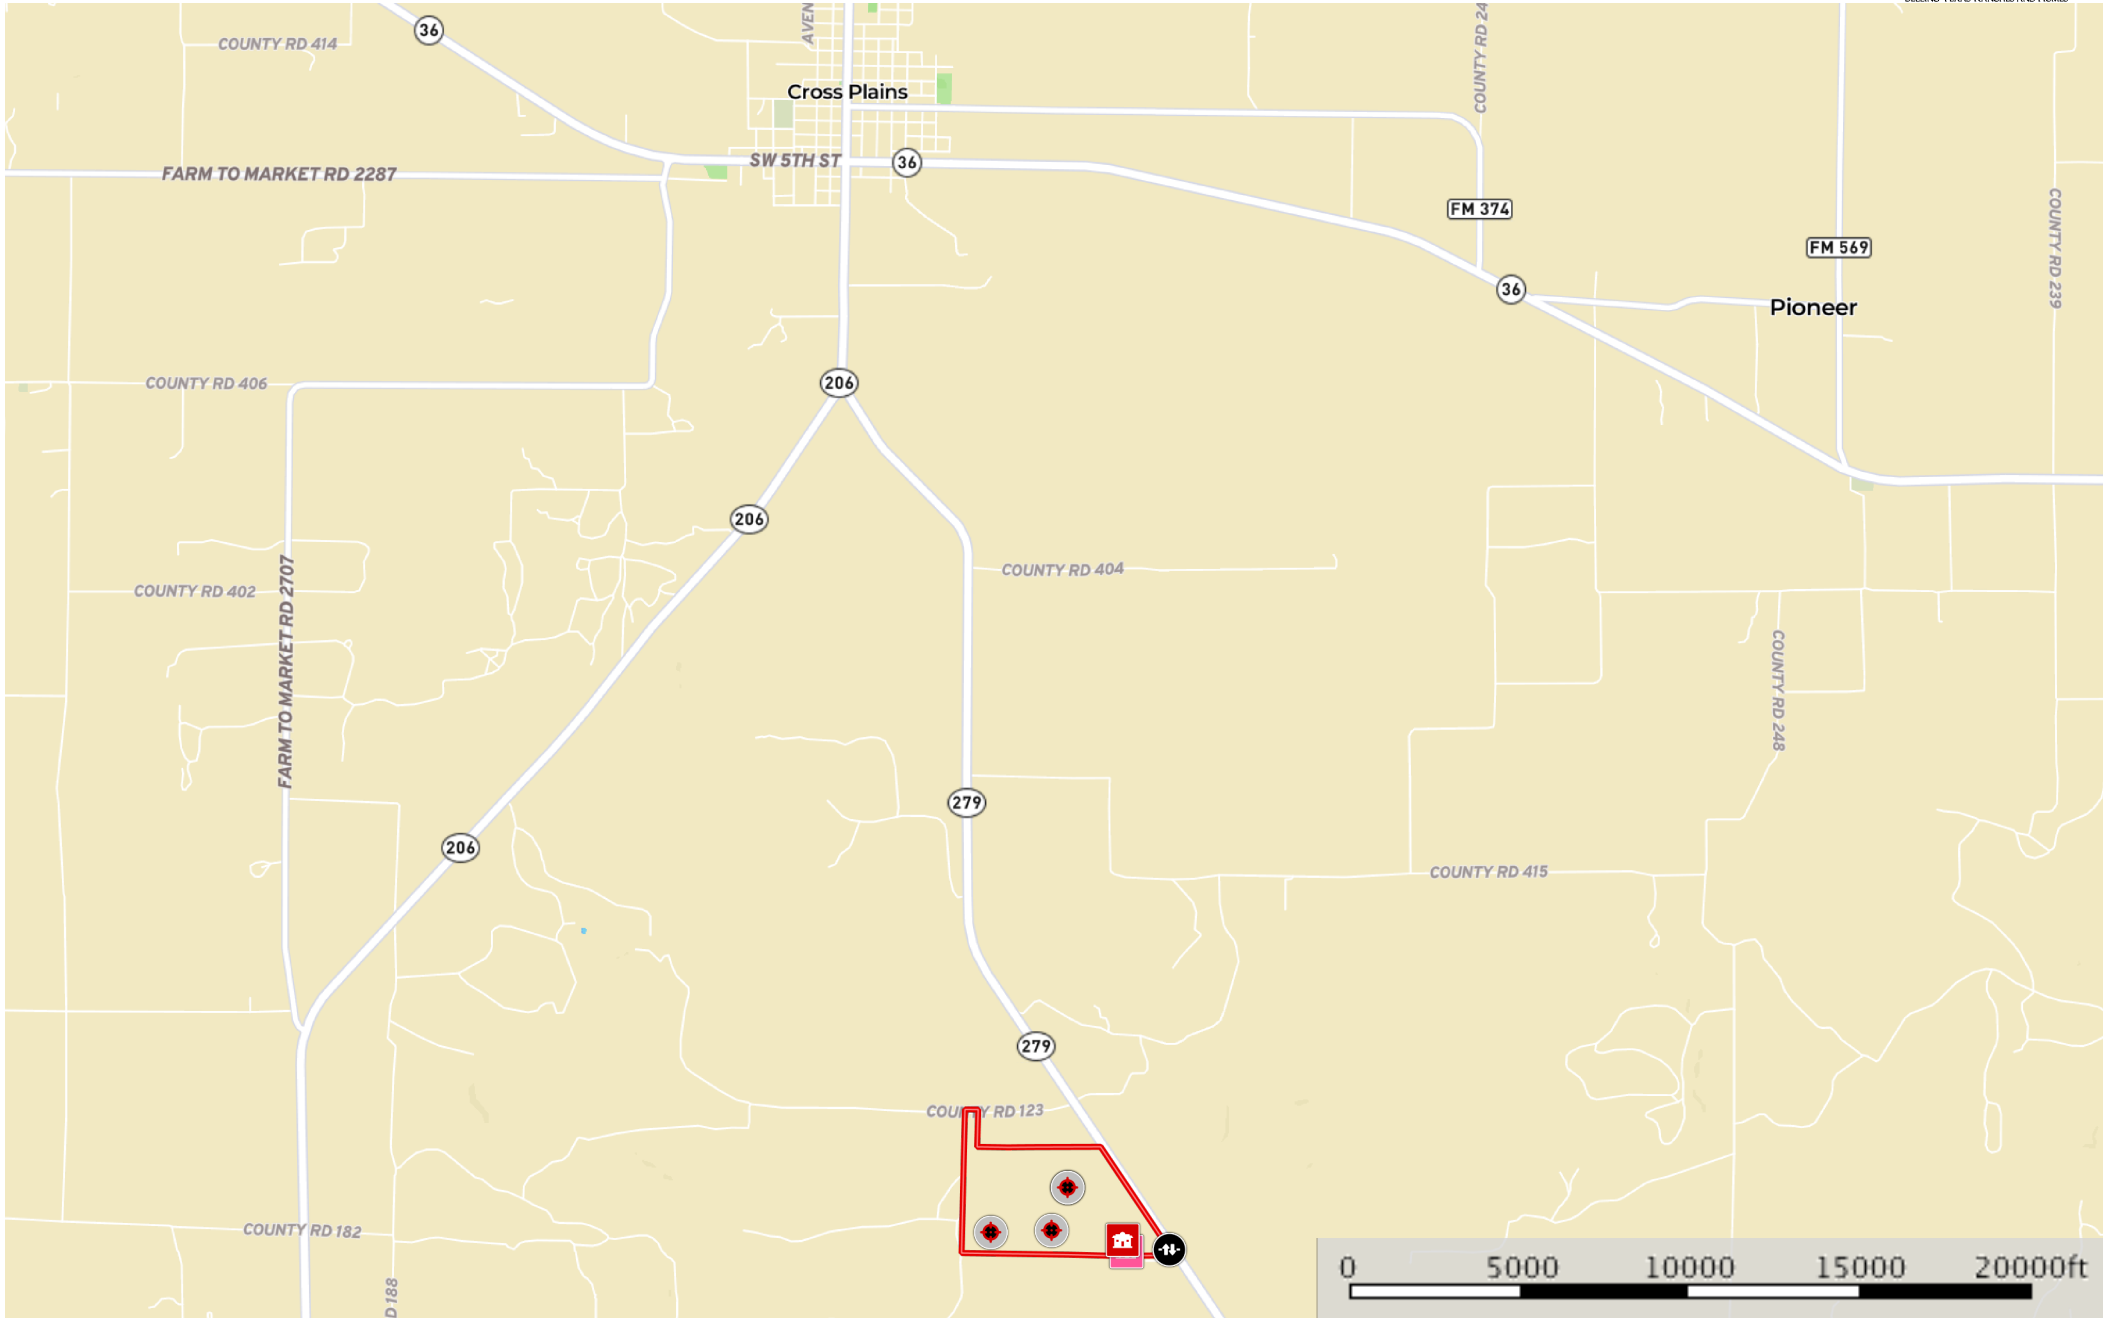 COUNTY RD 414
36
AVEN
COUNTY RD 24
Cross Plains
SW 5TH ST
36
FARM TO MARKET RD 2287
FM 374
FM 569
COUNTY RD 239
36
Pioneer
COUNTY RD 406
206
206
COUNTY RD 404
COUNTY RD 402
FARM TO MARKET RD 2707
COUNTY RD 248
279
206
COUNTY RD 415
279
COUNTY RD 123
COUNTY RD 182
D 188
0 5000 10000 15000 20000ft